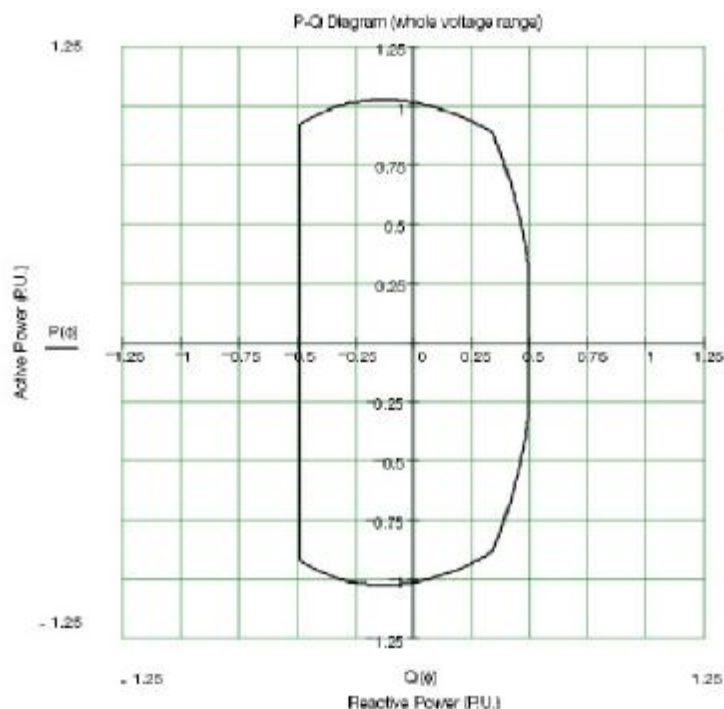 P-Q Diagram (whole voltage range)
1.25
1.25
1
0.75
0.5
0.25
Active Power (P.U.)
P(ϕ)
-1.25 -1 -0.75 -0.5 -0.25 0 0.25 0.5 0.75 1 1.25
-0.25
-0.5
-0.75
-1
-1.25
-1.25
-1.25 Q(ϕ) 1.25
Reactive Power (P.U.)